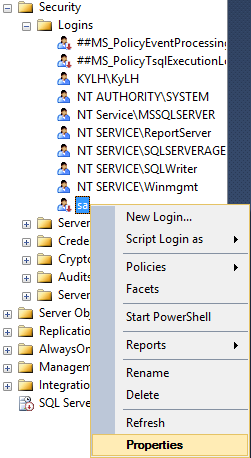 Security
Logins
##MS_PolicyEventProcessing
##MS_PolicyTsqlExecutionLo
KYLH\KyLH
NT AUTHORITY\SYSTEM
NT Service\MSSQLSERVER
NT SERVICE\ReportServer
NT SERVICE\SQLSERVERAGE
NT SERVICE\SQLWriter
NT SERVICE\Winmgmt
sa
New Login...
Server
Script Login as
Crede
Crypto
Policies
Audits
Facets
Server
Server Ob
Start PowerShell
Replication
AlwaysOn
Reports
Managem
Rename
Integration
Delete
SQL Serve
Refresh
Properties